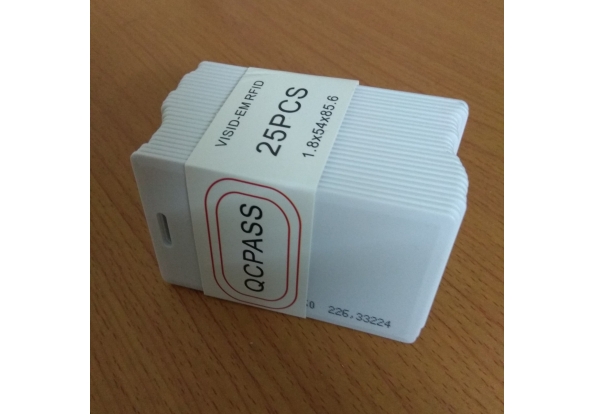 VISID-EM RFID
25PCS
1.8x54x85.6
QCPASS
226,33224